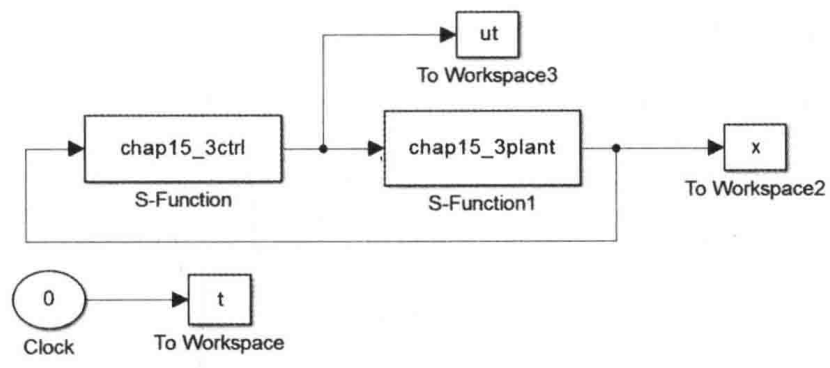 ut
To Workspace3
chap15_3ctrl
chap15_3plant
x
S-Function
S-Function1
To Workspace2
0
t
Clock
To Workspace